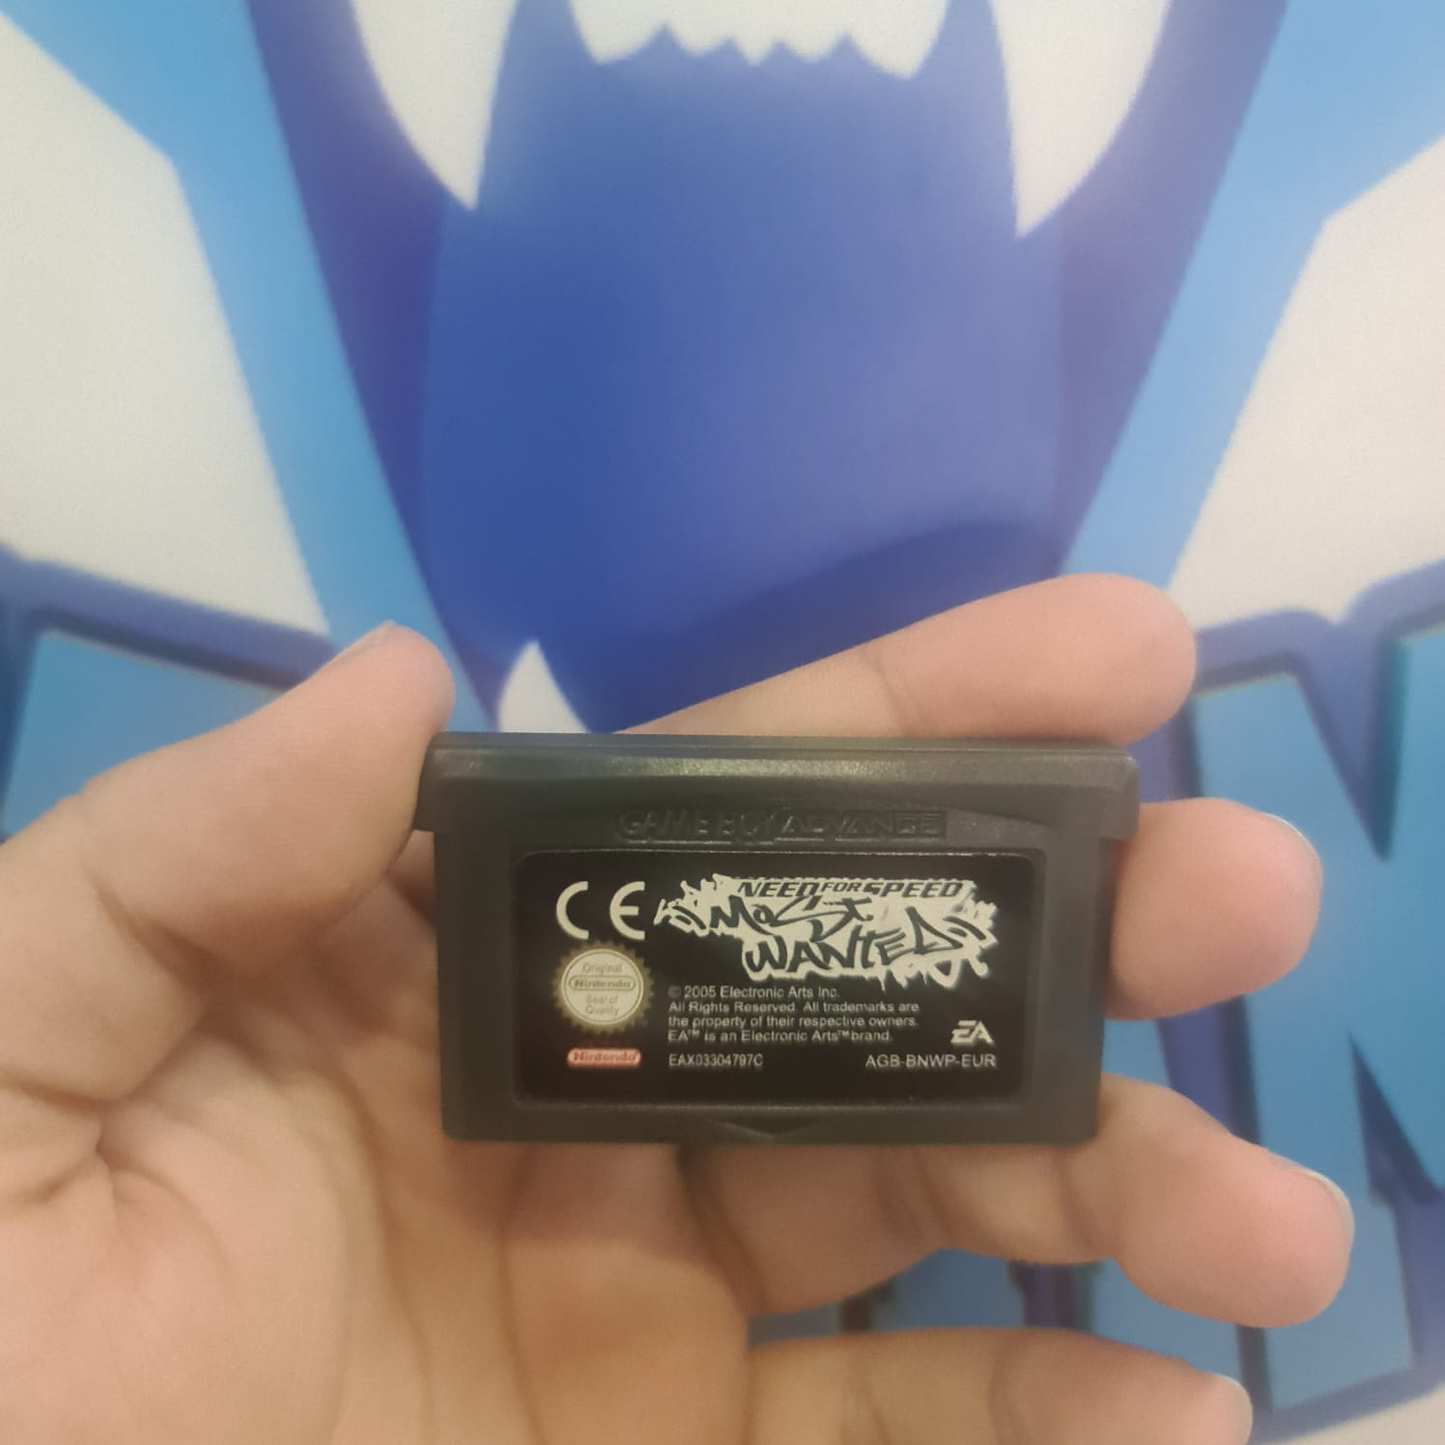 GAME BOY ADVANCE
CE
NEED FOR SPEED
MOST
WANTED
Original
Nintendo
Seal of
Quality
© 2005 Electronic Arts Inc.
All Rights Reserved. All trademarks are
the property of their respective owners.
EA™ is an Electronic Arts™ brand.
EA
Nintendo
EAX03304797C
AGB-BNWP-EUR